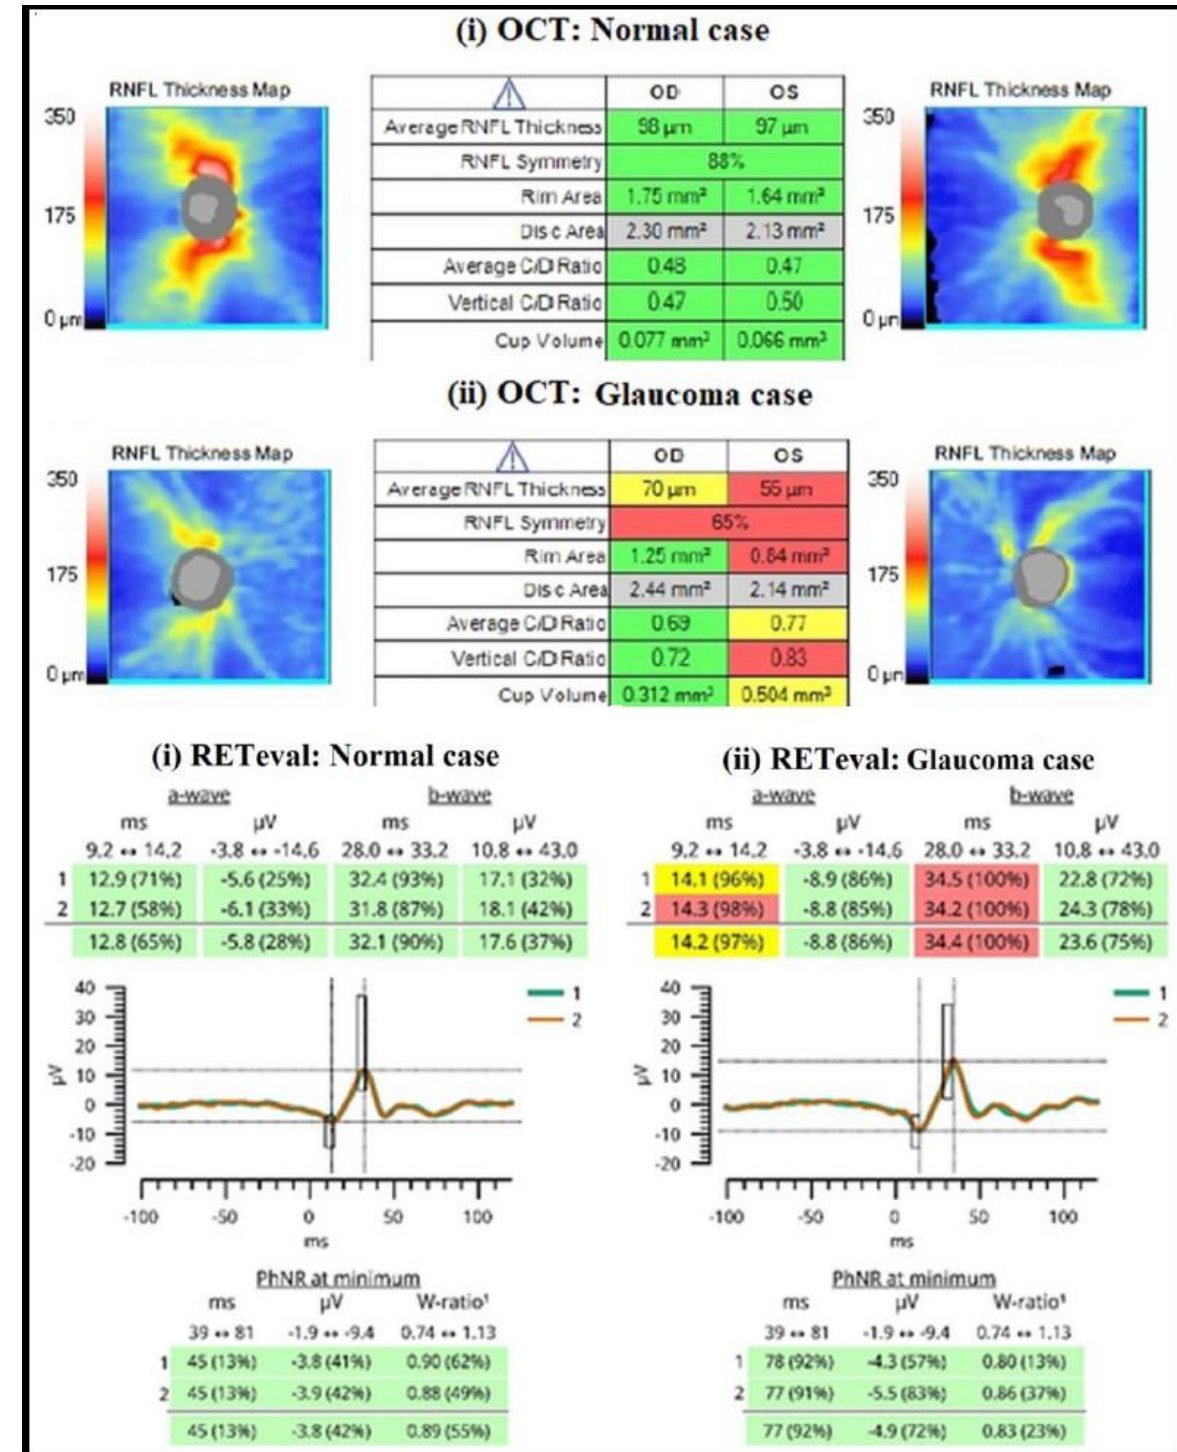 (i) OCT: Normal case
RNFL Thickness Map
350
175
0 µm
OD OS
Average RNFL Thickness 98 µm 97 µm
RNFL Symmetry 88%
Rim Area 1.75 mm² 1.64 mm²
Disc Area 2.30 mm² 2.13 mm²
Average C/D Ratio 0.48 0.47
Vertical C/D Ratio 0.47 0.50
Cup Volume 0.077 mm³ 0.066 mm³
RNFL Thickness Map
350
175
0 µm
(ii) OCT: Glaucoma case
RNFL Thickness Map
350
175
0 µm
OD OS
Average RNFL Thickness 70 µm 55 µm
RNFL Symmetry 65%
Rim Area 1.25 mm² 0.84 mm²
Disc Area 2.44 mm² 2.14 mm²
Average C/D Ratio 0.69 0.77
Vertical C/D Ratio 0.72 0.83
Cup Volume 0.312 mm³ 0.504 mm³
RNFL Thickness Map
350
175
0 µm
(i) RETeval: Normal case
a-wave b-wave
ms µV ms µV
9.2 ↔ 14.2 -3.8 ↔ -14.6 28.0 ↔ 33.2 10.8 ↔ 43.0
1 12.9 (71%) -5.6 (25%) 32.4 (93%) 17.1 (32%)
2 12.7 (58%) -6.1 (33%) 31.8 (87%) 18.1 (42%)
12.8 (65%) -5.8 (28%) 32.1 (90%) 17.6 (37%)
40
30
20
10
0
-10
-20
µV
1
2
-100 -50 0 50 100
ms
PhNR at minimum
ms µV W-ratio¹
39 ↔ 81 -1.9 ↔ -9.4 0.74 ↔ 1.13
1 45 (13%) -3.8 (41%) 0.90 (62%)
2 45 (13%) -3.9 (42%) 0.88 (49%)
45 (13%) -3.8 (42%) 0.89 (55%)
(ii) RETeval: Glaucoma case
a-wave b-wave
ms µV ms µV
9.2 ↔ 14.2 -3.8 ↔ -14.6 28.0 ↔ 33.2 10.8 ↔ 43.0
1 14.1 (96%) -8.9 (86%) 34.5 (100%) 22.8 (72%)
2 14.3 (98%) -8.8 (85%) 34.2 (100%) 24.3 (78%)
14.2 (97%) -8.8 (86%) 34.4 (100%) 23.6 (75%)
40
30
20
10
0
-10
-20
µV
1
2
-100 -50 0 50 100
ms
PhNR at minimum
ms µV W-ratio¹
39 ↔ 81 -1.9 ↔ -9.4 0.74 ↔ 1.13
1 78 (92%) -4.3 (57%) 0.80 (13%)
2 77 (91%) -5.5 (83%) 0.86 (37%)
77 (92%) -4.9 (72%) 0.83 (23%)